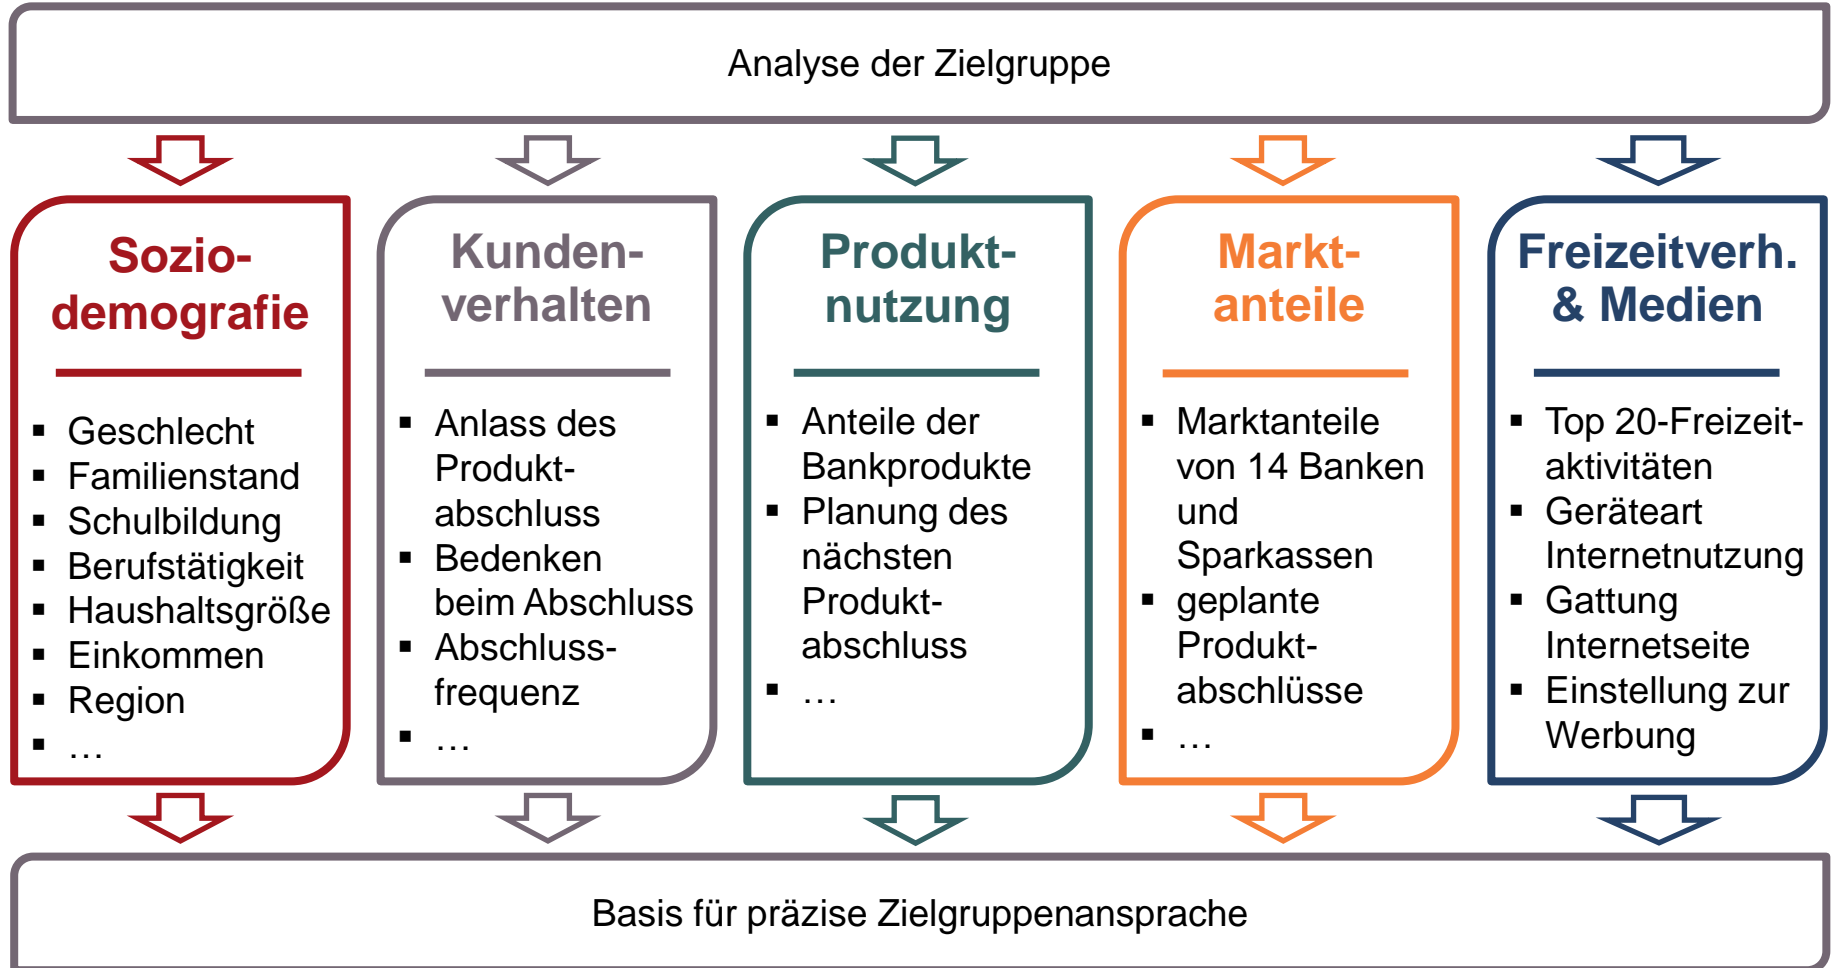 Analyse der Zielgruppe
Sozio-
demografie
▪ Geschlecht
▪ Familienstand
▪ Schulbildung
▪ Berufstätigkeit
▪ Haushaltsgröße
▪ Einkommen
▪ Region
▪ …
Kunden-
verhalten
▪ Anlass des
Produkt-
abschluss
▪ Bedenken
beim Abschluss
▪ Abschluss-
frequenz
▪ …
Produkt-
nutzung
▪ Anteile der
Bankprodukte
▪ Planung des
nächsten
Produkt-
abschluss
▪ …
Markt-
anteile
▪ Marktanteile
von 14 Banken
und
Sparkassen
▪ geplante
Produkt-
abschlüsse
▪ …
Freizeitverh.
& Medien
▪ Top 20-Freizeit-
aktivitäten
▪ Geräteart
Internetnutzung
▪ Gattung
Internetseite
▪ Einstellung zur
Werbung
Basis für präzise Zielgruppenansprache